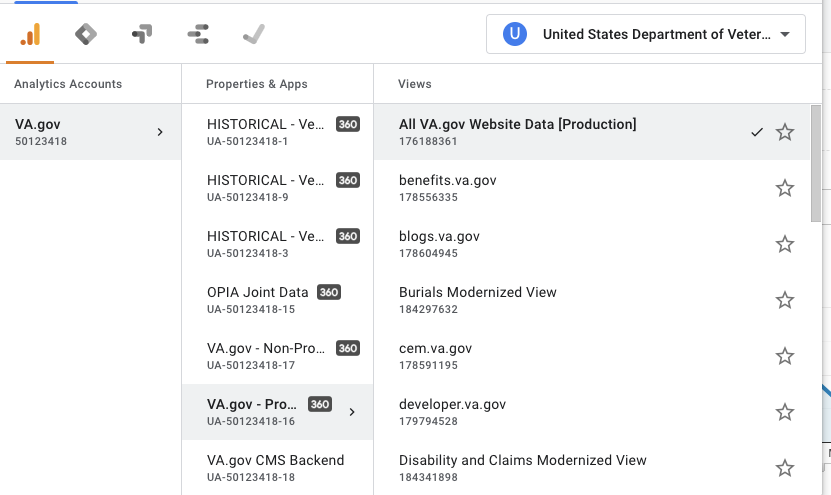 U United States Department of Veter...
Analytics Accounts
Properties & Apps
Views
VA.gov
50123418
HISTORICAL - Ve... 360
UA-50123418-1
HISTORICAL - Ve... 360
UA-50123418-9
HISTORICAL - Ve... 360
UA-50123418-3
OPIA Joint Data 360
UA-50123418-15
VA.gov - Non-Pro... 360
UA-50123418-17
VA.gov - Pro... 360
UA-50123418-16
VA.gov CMS Backend
UA-50123418-18
All VA.gov Website Data [Production]
176188361
benefits.va.gov
178556335
blogs.va.gov
178604945
Burials Modernized View
184297632
cem.va.gov
178591195
developer.va.gov
179794528
Disability and Claims Modernized View
184341898